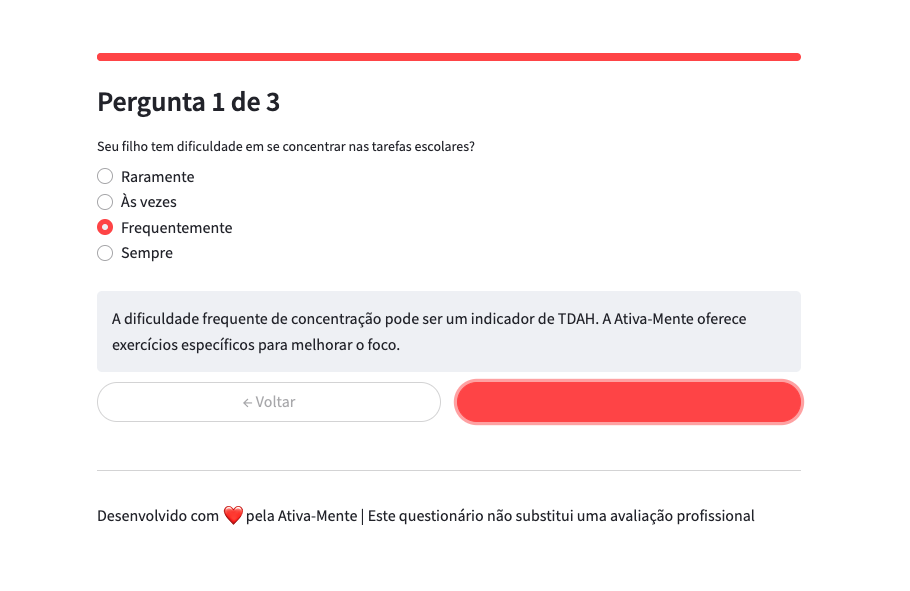 Pergunta 1 de 3
Seu filho tem dificuldade em se concentrar nas tarefas escolares?
Raramente
Às vezes
Frequentemente
Sempre
A dificuldade frequente de concentração pode ser um indicador de TDAH. A Ativa-Mente oferece
exercícios específicos para melhorar o foco.
← Voltar
Desenvolvido com ❤️ pela Ativa-Mente | Este questionário não substitui uma avaliação profissional